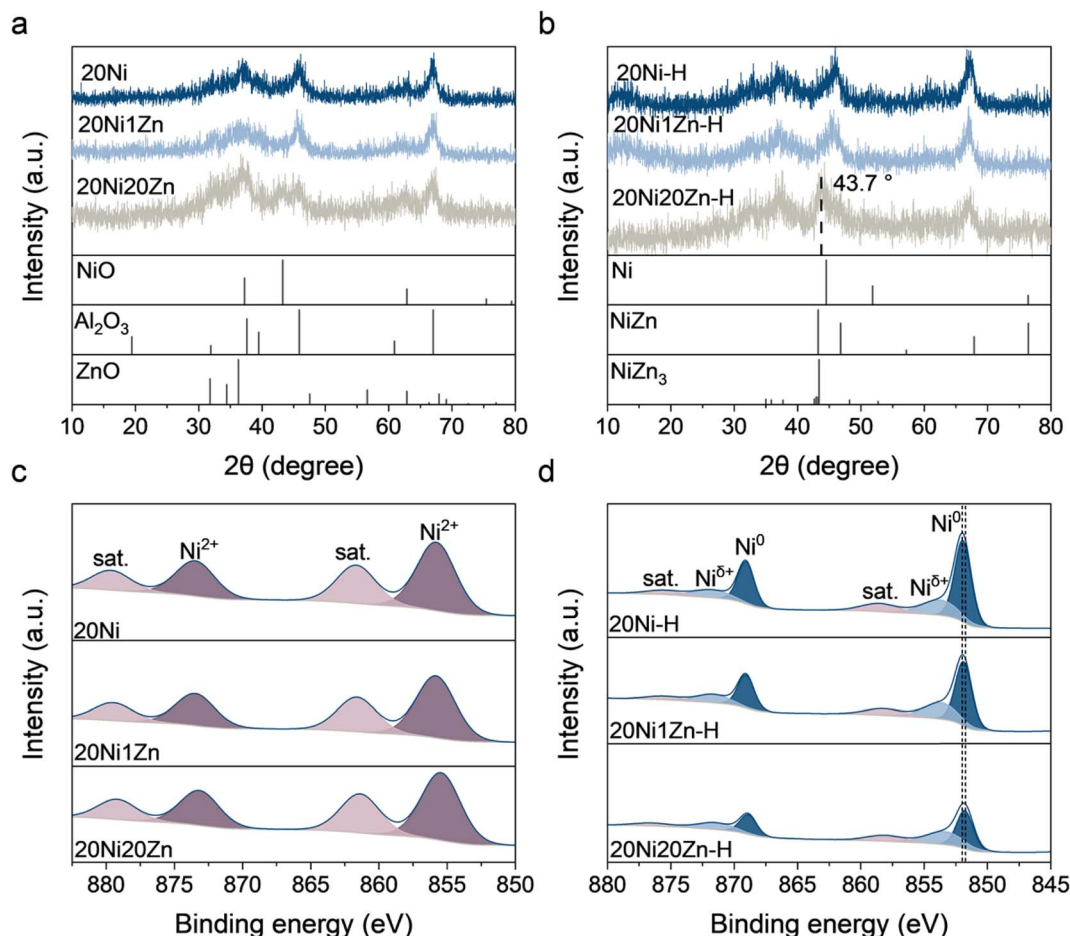 a
20Ni
20Ni1Zn
20Ni20Zn
NiO
Al₂O₃
ZnO
Intensity (a.u.)
10 20 30 40 50 60 70 80
2θ (degree)
b
20Ni-H
20Ni1Zn-H
20Ni20Zn-H
43.7 °
Ni
NiZn
NiZn₃
Intensity (a.u.)
10 20 30 40 50 60 70 80
2θ (degree)
c
sat. Ni²⁺ sat. Ni²⁺
20Ni
20Ni1Zn
20Ni20Zn
Intensity (a.u.)
880 875 870 865 860 855 850
Binding energy (eV)
d
sat. Ni^δ+ Ni⁰ sat. Ni^δ+ Ni⁰
20Ni-H
20Ni1Zn-H
20Ni20Zn-H
Intensity (a.u.)
880 875 870 865 860 855 850 845
Binding energy (eV)